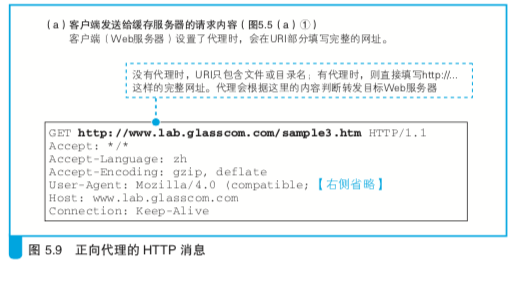 （a）客户端发送给缓存服务器的请求内容（图5.5（a）①）
客户端（Web服务器）设置了代理时，会在URI部分填写完整的网址。
没有代理时，URI只包含文件或目录名；有代理时，则直接填写http://...
这样的完整网址。代理会根据这里的内容判断转发目标Web服务器
GET http://www.lab.glasscom.com/sample3.htm HTTP/1.1
Accept: */*
Accept-Language: zh
Accept-Encoding: gzip, deflate
User-Agent: Mozilla/4.0 (compatible;【右侧省略】
Host: www.lab.glasscom.com
Connection: Keep-Alive
图 5.9 正向代理的 HTTP 消息